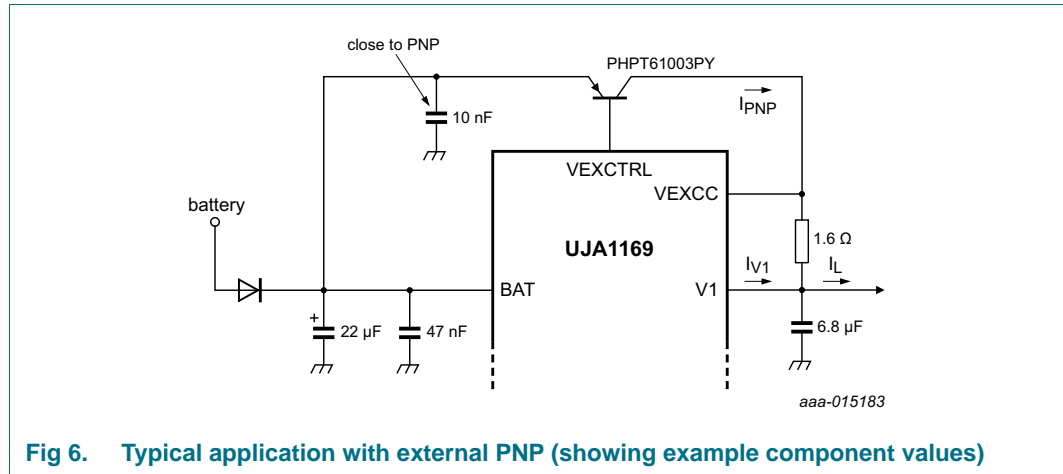 close to PNP
PHPT61003PY
IPNP
10 nF
VEXCTRL
VEXCC
battery
UJA1169
1.6 Ω
IV1
IL
BAT
V1
+
22 µF
47 nF
6.8 µF
aaa-015183
Fig 6. Typical application with external PNP (showing example component values)